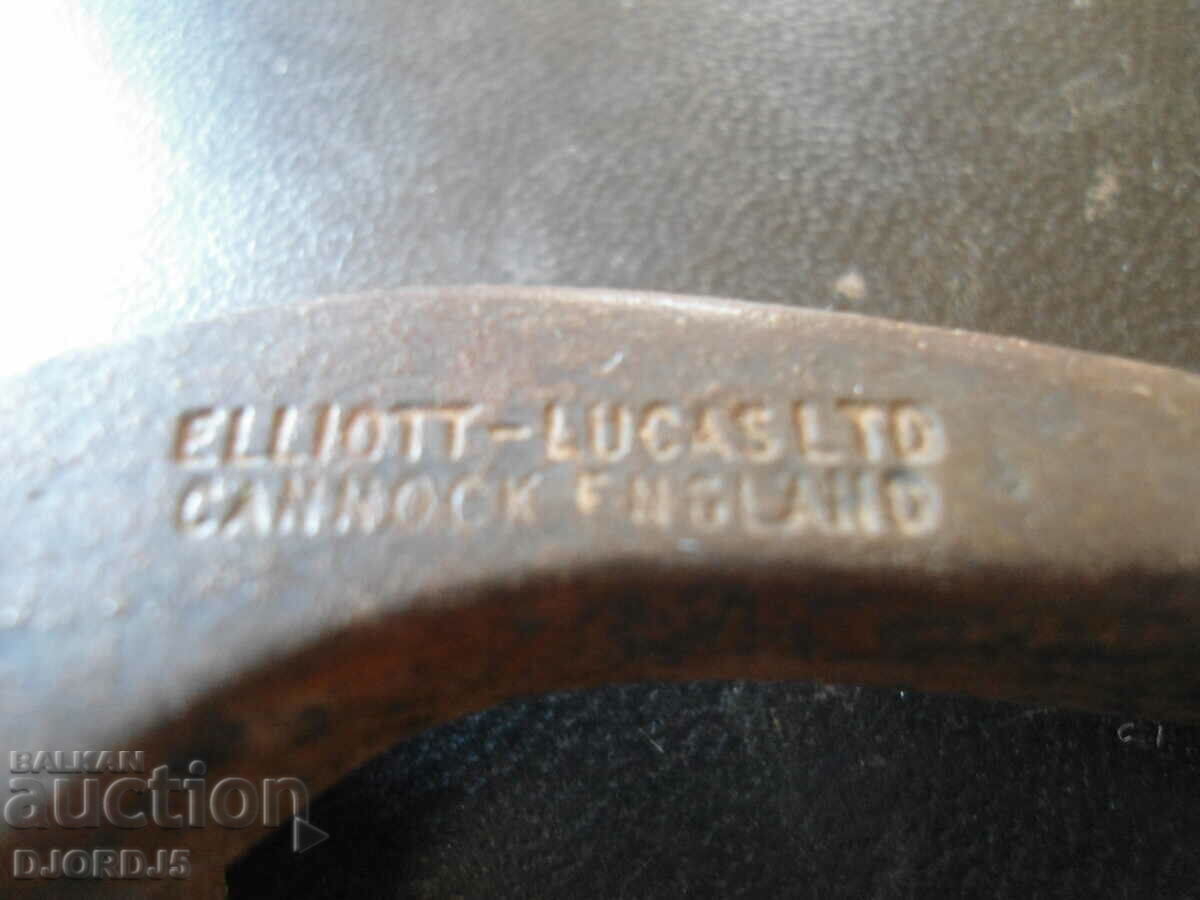 ELLIOTT-LUCAS LTD
CANNOCK ENGLAND
BALKAN
auction
DJORDJ5